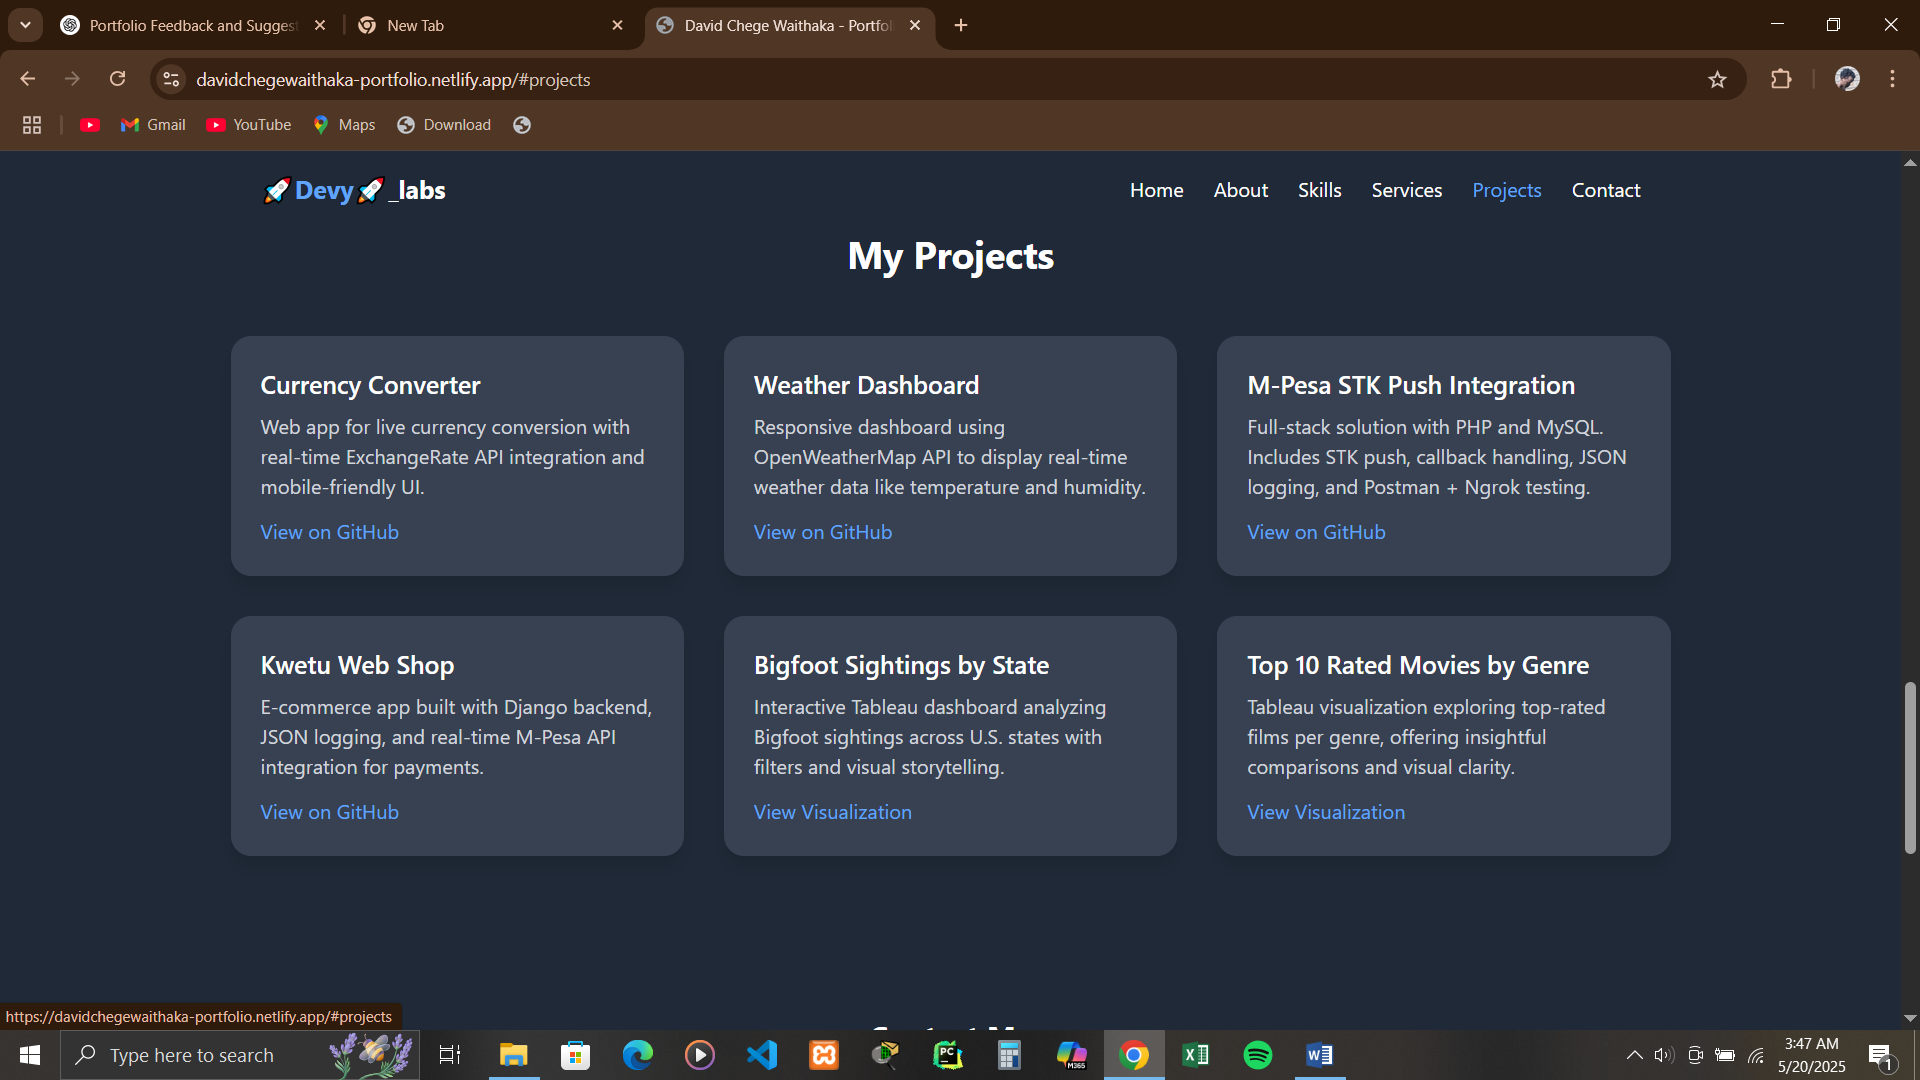 Portfolio Feedback and Sugges
New Tab
David Chege Waithaka - Portfo
davidchegewaithaka-portfolio.netlify.app/#projects
Gmail
YouTube
Maps
Download
🚀Devy🚀_labs
Home
About
Skills
Services
Projects
Contact
My Projects
Currency Converter
Web app for live currency conversion with
real-time ExchangeRate API integration and
mobile-friendly UI.
View on GitHub
Weather Dashboard
Responsive dashboard using
OpenWeatherMap API to display real-time
weather data like temperature and humidity.
View on GitHub
M-Pesa STK Push Integration
Full-stack solution with PHP and MySQL.
Includes STK push, callback handling, JSON
logging, and Postman + Ngrok testing.
View on GitHub
Kwetu Web Shop
E-commerce app built with Django backend,
JSON logging, and real-time M-Pesa API
integration for payments.
View on GitHub
Bigfoot Sightings by State
Interactive Tableau dashboard analyzing
Bigfoot sightings across U.S. states with
filters and visual storytelling.
View Visualization
Top 10 Rated Movies by Genre
Tableau visualization exploring top-rated
films per genre, offering insightful
comparisons and visual clarity.
View Visualization
https://davidchegewaithaka-portfolio.netlify.app/#projects
Type here to search
PC
M365
3:47 AM
5/20/2025
1